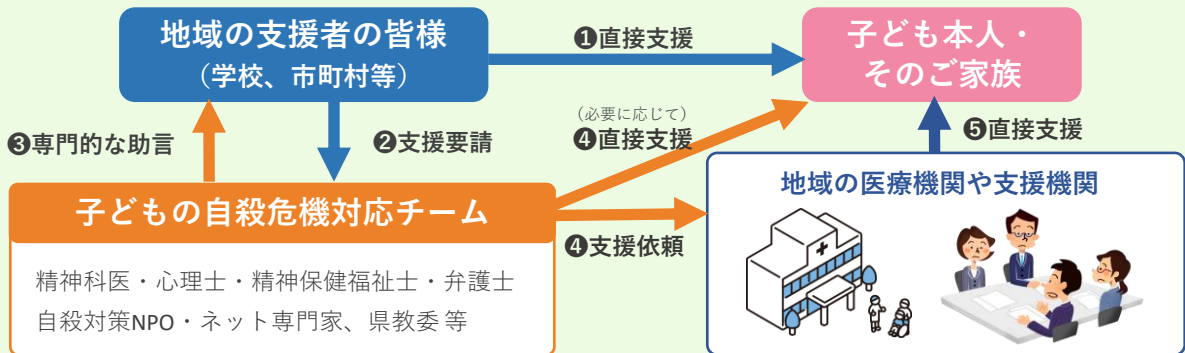 地域の支援者の皆様
（学校、市町村等）
❶直接支援
子ども本人・
そのご家族
❸専門的な助言
❷支援要請
（必要に応じて）
❹直接支援
❺直接支援
子どもの自殺危機対応チーム
精神科医・心理士・精神保健福祉士・弁護士
自殺対策NPO・ネット専門家、県教委 等
❹支援依頼
地域の医療機関や支援機関